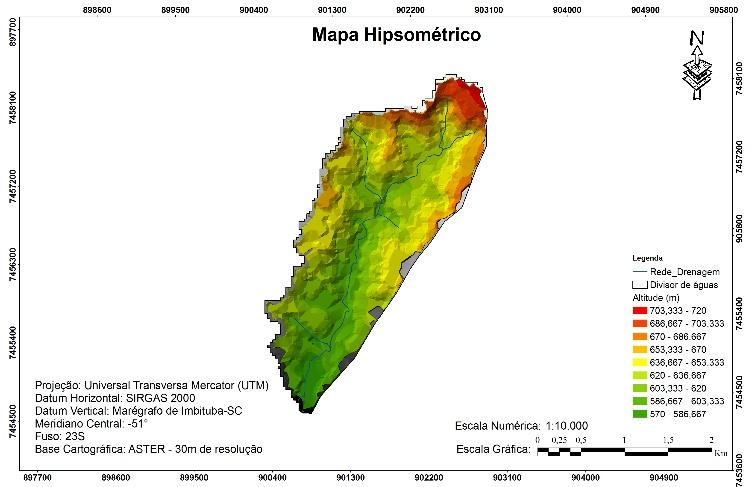 898600 899500 900400 901300 902200 903100 904000 904900 905800
Mapa Hipsométrico
N
897700
7458100
7457200
7456300
7455400
7454500
7458100
7457200
905800
7455400
7454500
7453600
Legenda
Rede_Drenagem
Divisor de águas
Altitude (m)
703,333 - 720
686,667 - 703,333
670 - 686,667
653,333 - 670
636,667 - 653,333
620 - 636,667
603,333 - 620
586,667 - 603,333
570 - 586,667
Projeção: Universal Transversa Mercator (UTM)
Datum Horizontal: SIRGAS 2000
Datum Vertical: Marégrafo de Imbituba-SC
Meridiano Central: -51°
Fuso: 23S
Base Cartográfica: ASTER - 30m de resolução
Escala Numérica: 1:10.000
Escala Gráfica: 0 0,25 0,5 1 1,5 2
Km
897700 898600 899500 900400 901300 902200 903100 904000 904900